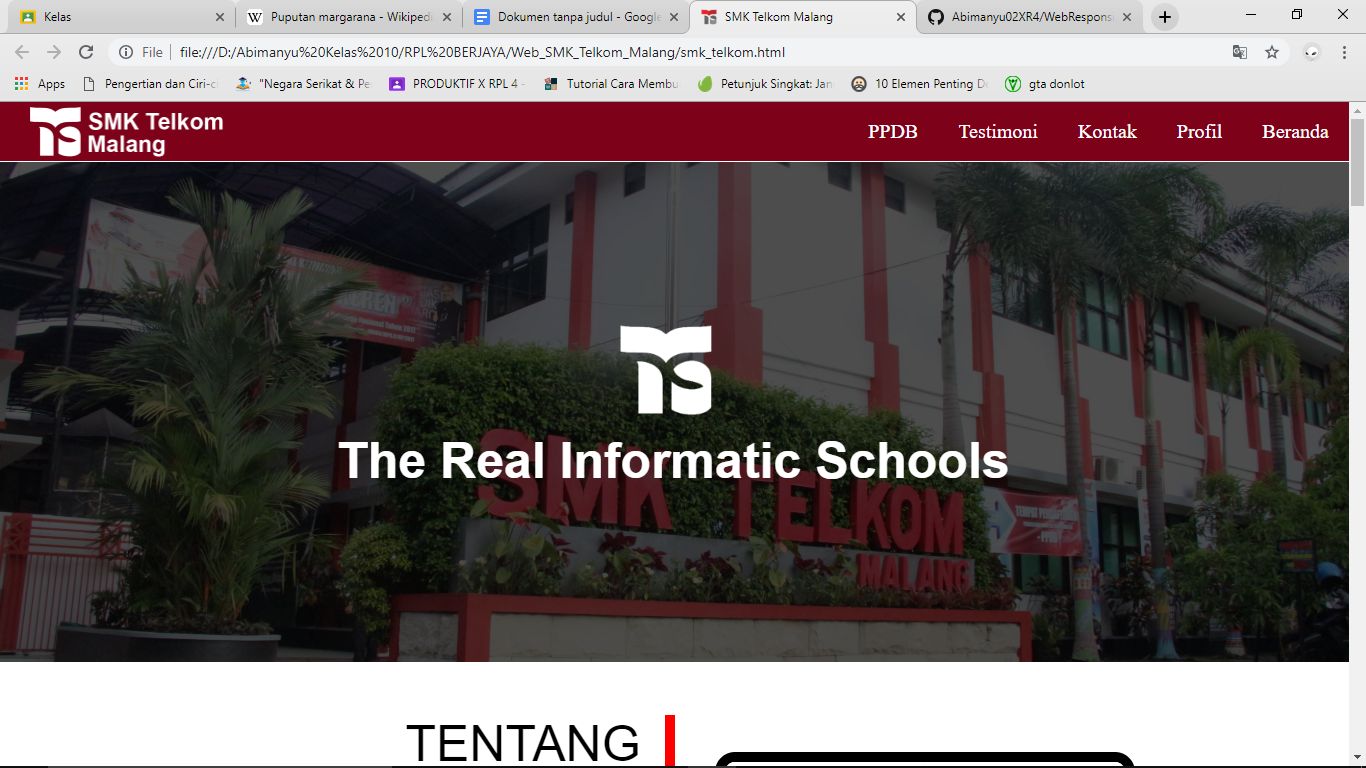 Kelas
Puputan margarana - Wikiped
Dokumen tanpa judul - Google
SMK Telkom Malang
Abimanyu02XR4/WebRespons
File
file:///D:/Abimanyu%20Kelas%2010/RPL%20BERJAYA/Web_SMK_Telkom_Malang/smk_telkom.html
Apps
Pengertian dan Ciri-c
"Negara Serikat & Pe
PRODUKTIF X RPL 4 -
Tutorial Cara Membu
Petunjuk Singkat: Jan
10 Elemen Penting D
gta donlot
SMK Telkom
Malang
PPDB
Testimoni
Kontak
Profil
Beranda
The Real Informatic Schools
SMK TELKOM
MALANG
TENTANG